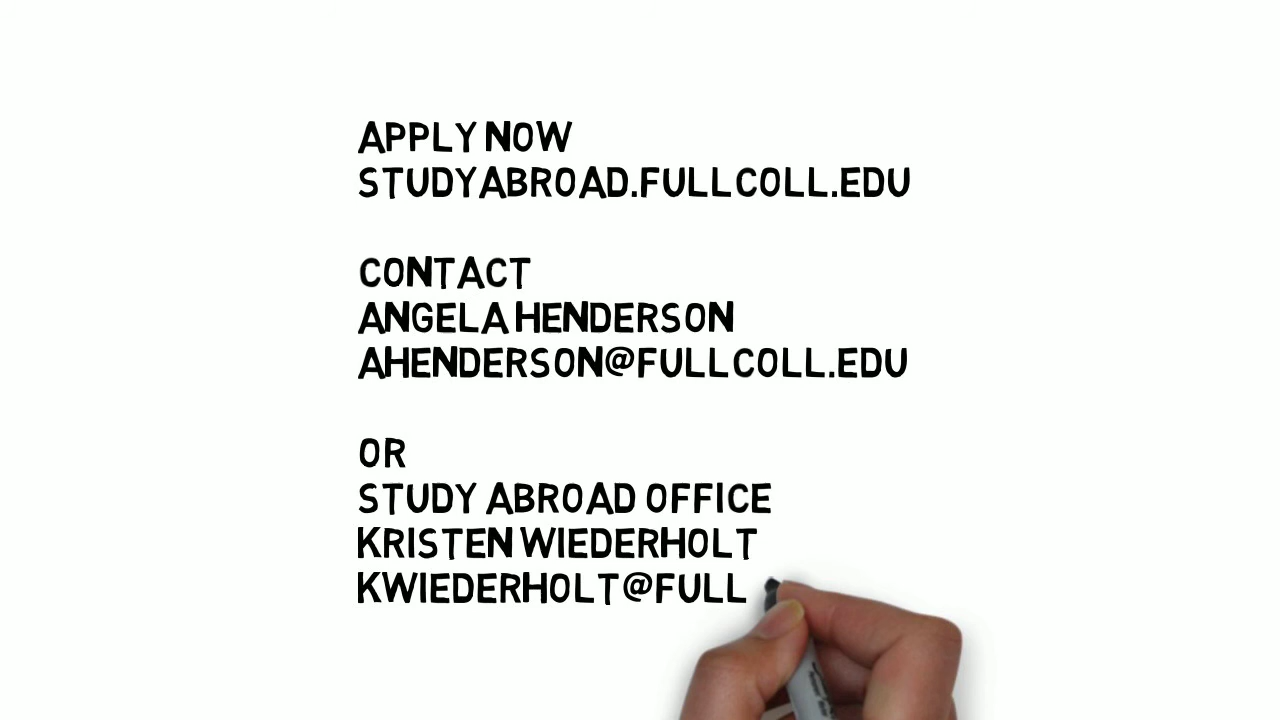 APPLY NOW
STUDYABROAD.FULLCOLL.EDU
CONTACT
ANGELA HENDERSON
AHENDERSON@FULLCOLL.EDU
OR
STUDY ABROAD OFFICE
KRISTEN WIEDERHOLT
KWIEDERHOLT@FULL